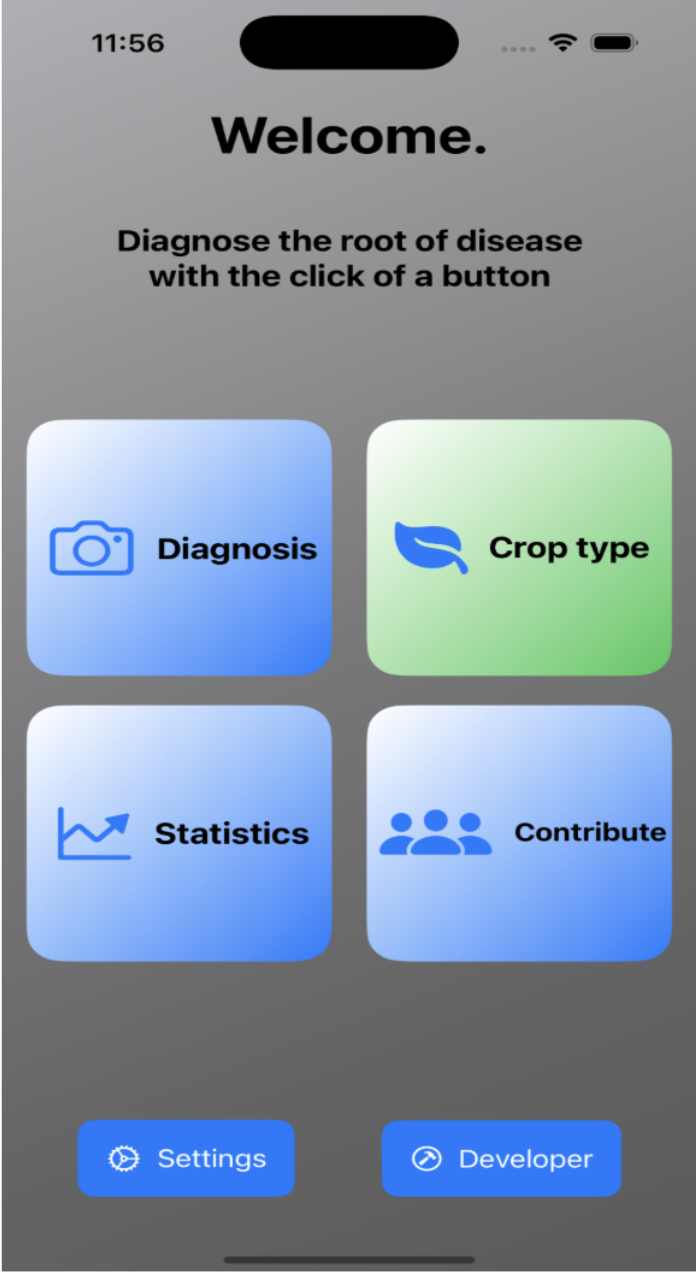 11:56
Welcome.
Diagnose the root of disease
with the click of a button
Diagnosis
Crop type
Statistics
Contribute
Settings
Developer